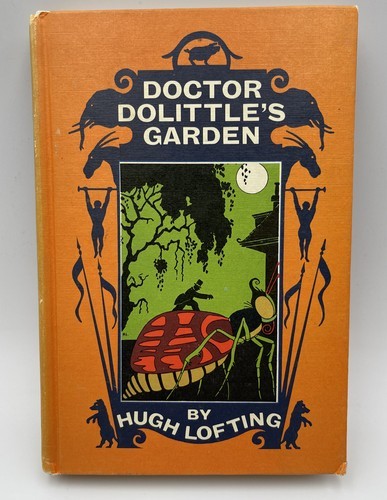 DOCTOR
DOLITTLE'S
GARDEN
BY
HUGH LOFTING